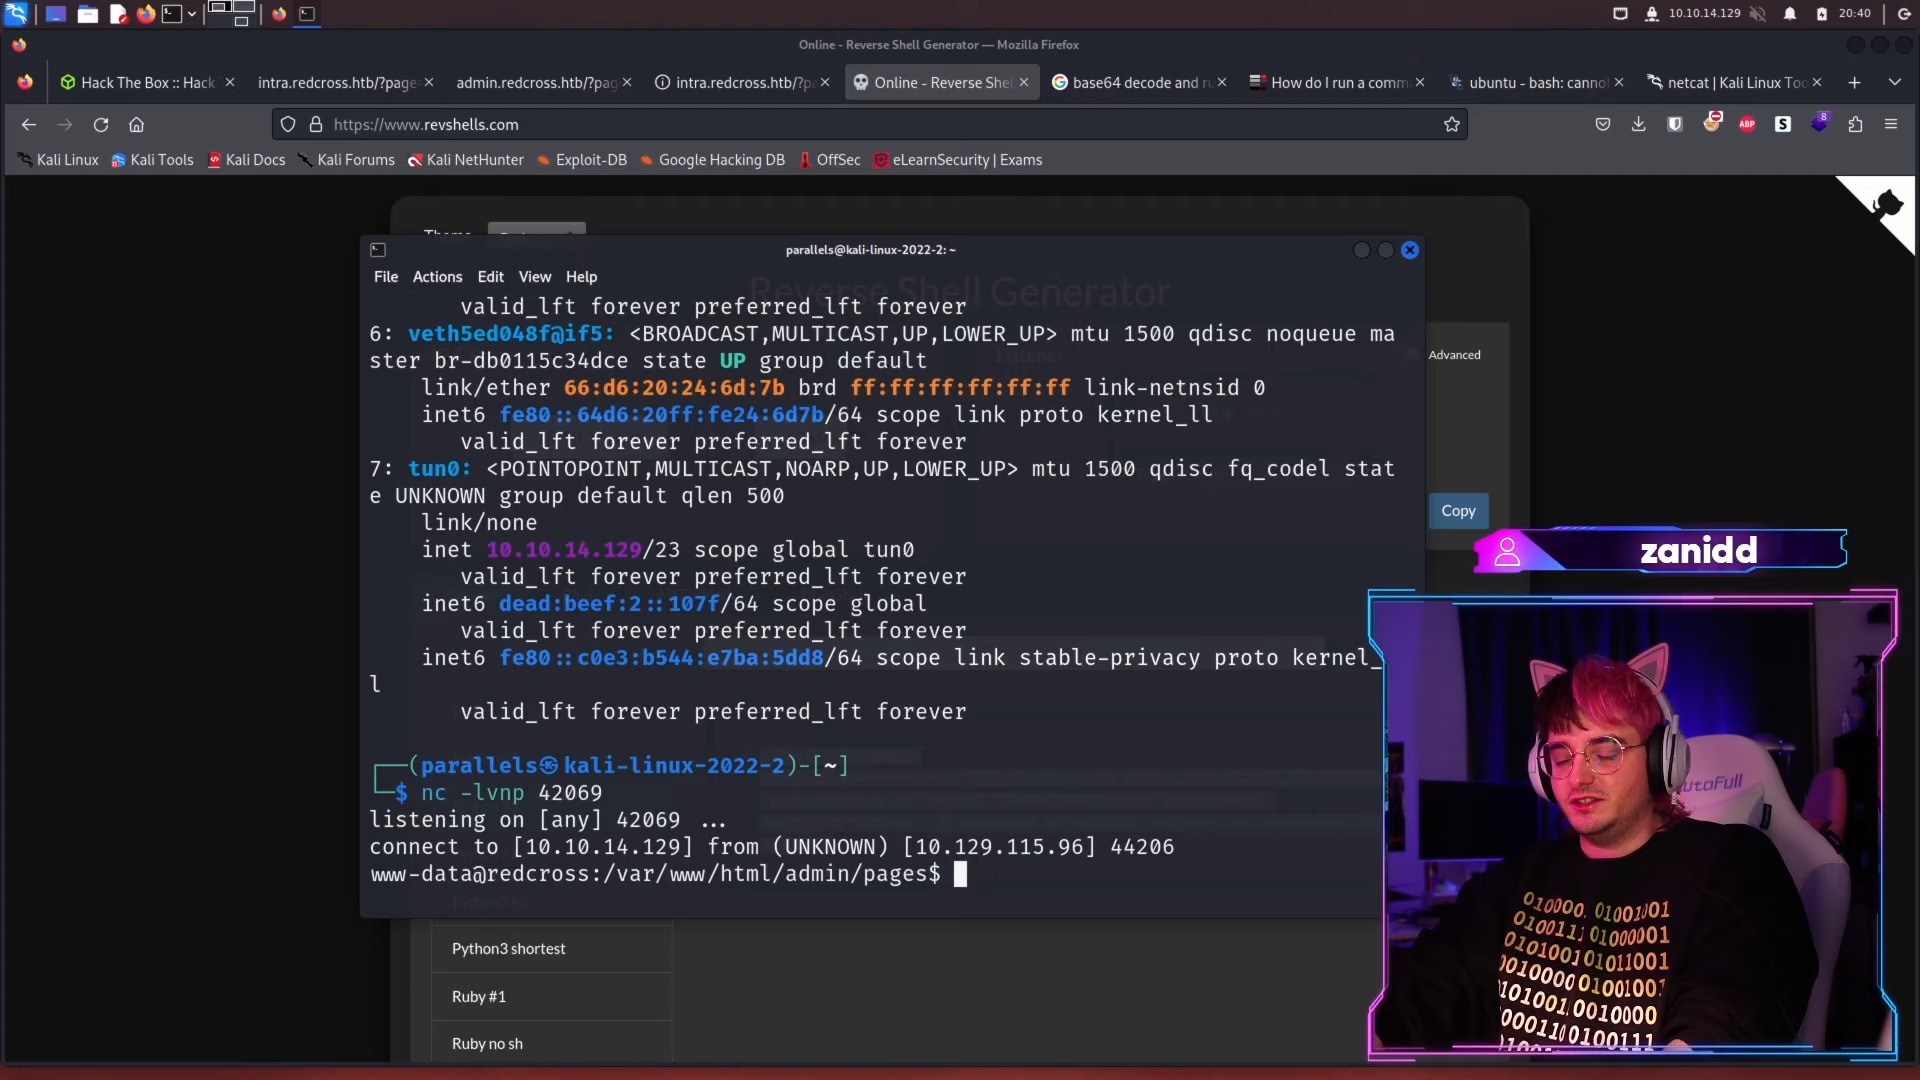 10.10.14.129
20:40
Online - Reverse Shell Generator — Mozilla Firefox
Hack The Box :: Hack
intra.redcross.htb/?page
admin.redcross.htb/?pag
intra.redcross.htb/?p
Online - Reverse Shel
base64 decode and r
How do I run a comm
ubuntu - bash: canno
netcat | Kali Linux Too
https://www.revshells.com
ABP
S
8
Kali Linux
Kali Tools
Kali Docs
Kali Forums
Kali NetHunter
Exploit-DB
Google Hacking DB
OffSec
eLearnSecurity | Exams
Theme
parallels@kali-linux-2022-2: ~
File Actions Edit View Help
Reverse Shell Generator
Listener
Advanced
valid_lft forever preferred_lft forever
6: veth5ed048f@if5: <BROADCAST,MULTICAST,UP,LOWER_UP> mtu 1500 qdisc noqueue ma
ster br-db0115c34dce state UP group default
link/ether 66:d6:20:24:6d:7b brd ff:ff:ff:ff:ff:ff link-netnsid 0
inet6 fe80::64d6:20ff:fe24:6d7b/64 scope link proto kernel_ll
valid_lft forever preferred_lft forever
7: tun0: <POINTOPOINT,MULTICAST,NOARP,UP,LOWER_UP> mtu 1500 qdisc fq_codel stat
e UNKNOWN group default qlen 500
link/none
inet 10.10.14.129/23 scope global tun0
valid_lft forever preferred_lft forever
inet6 dead:beef:2::107f/64 scope global
valid_lft forever preferred_lft forever
inet6 fe80::c0e3:b544:e7ba:5dd8/64 scope link stable-privacy proto kernel_
l
valid_lft forever preferred_lft forever
┌──(parallels㉿kali-linux-2022-2)-[~]
└─$ nc -lvnp 42069
listening on [any] 42069 ...
connect to [10.10.14.129] from (UNKNOWN) [10.129.115.96] 44206
www-data@redcross:/var/www/html/admin/pages$
Copy
Python3 #2
Python3 shortest
Ruby #1
Ruby no sh
zanidd
AutoFull